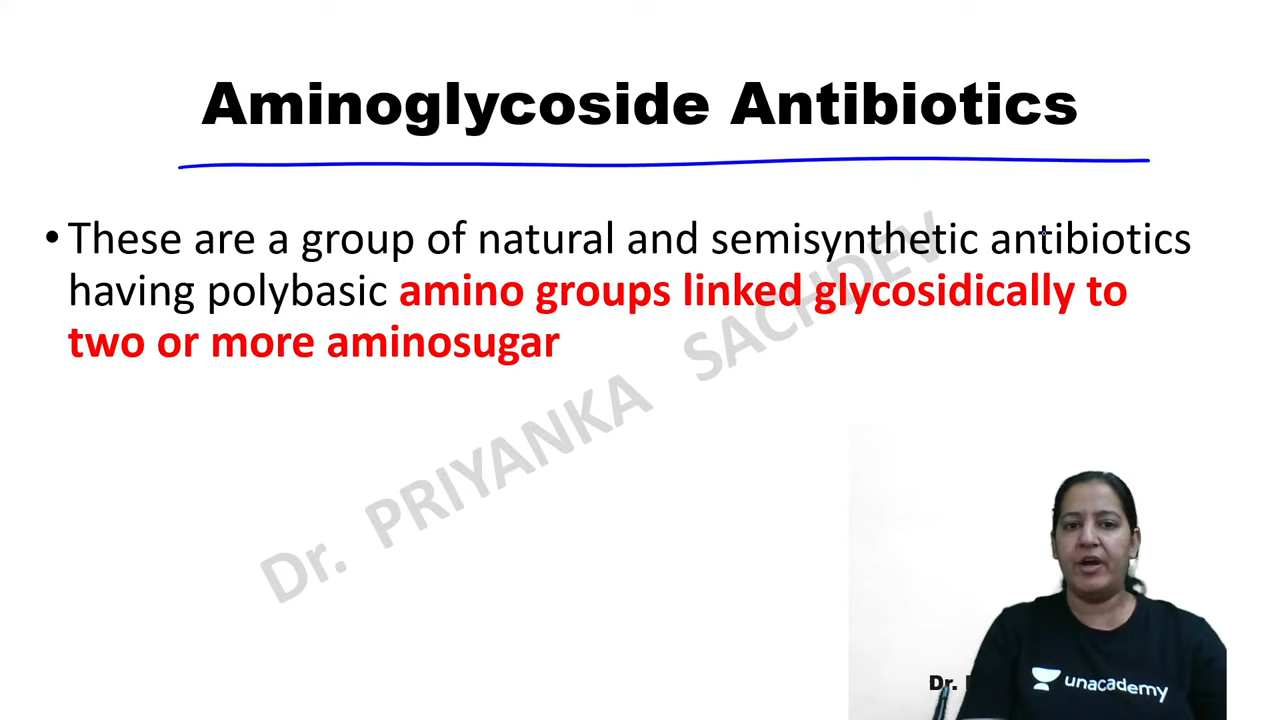 Aminoglycoside Antibiotics
• These are a group of natural and semisynthetic antibiotics
having polybasic amino groups linked glycosidically to
two or more aminosugar
Dr. PRIYANKA SACHDEV
Dr.
unacademy